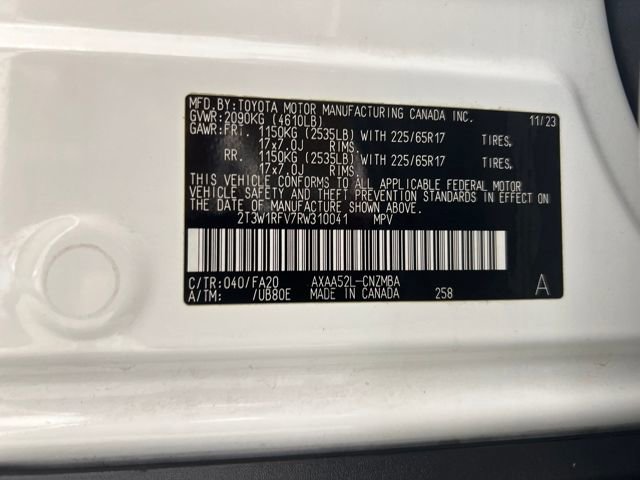 MFD.BY:TOYOTA MOTOR MANUFACTURING CANADA INC.
GVWR:2090KG (4610LB) 11/23
GAWR:FRT. 1150KG (2535LB) WITH 225/65R17 TIRES,
17x7.0J RIMS.
RR. 1150KG (2535LB) WITH 225/65R17 TIRES,
17x7.0J RIMS.
THIS VEHICLE CONFORMS TO ALL APPLICABLE FEDERAL MOTOR
VEHICLE SAFETY AND THEFT PREVENTION STANDARDS IN EFFECT ON
THE DATE OF MANUFACTURE SHOWN ABOVE.
2T3W1RFV7RW310041 MPV
C/TR:040/FA20 AXAA52L-CNZMBA
A/TM: /UB80E MADE IN CANADA 258 A